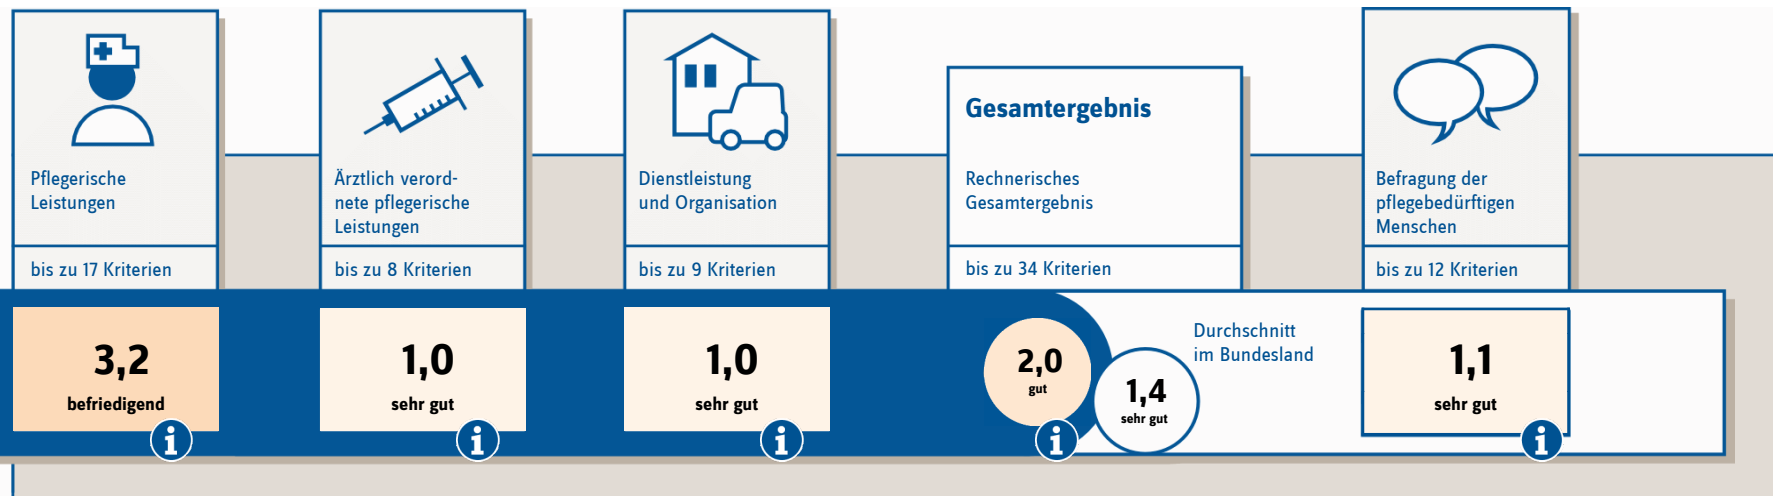 Pflegerische
Leistungen
bis zu 17 Kriterien
3,2
befriedigend
i
Ärztlich verord-
nete pflegerische
Leistungen
bis zu 8 Kriterien
1,0
sehr gut
i
Dienstleistung
und Organisation
bis zu 9 Kriterien
1,0
sehr gut
i
Gesamtergebnis
Rechnerisches
Gesamtergebnis
bis zu 34 Kriterien
2,0
gut
i
Durchschnitt
im Bundesland
1,4
sehr gut
Befragung der
pflegebedürftigen
Menschen
bis zu 12 Kriterien
1,1
sehr gut
i